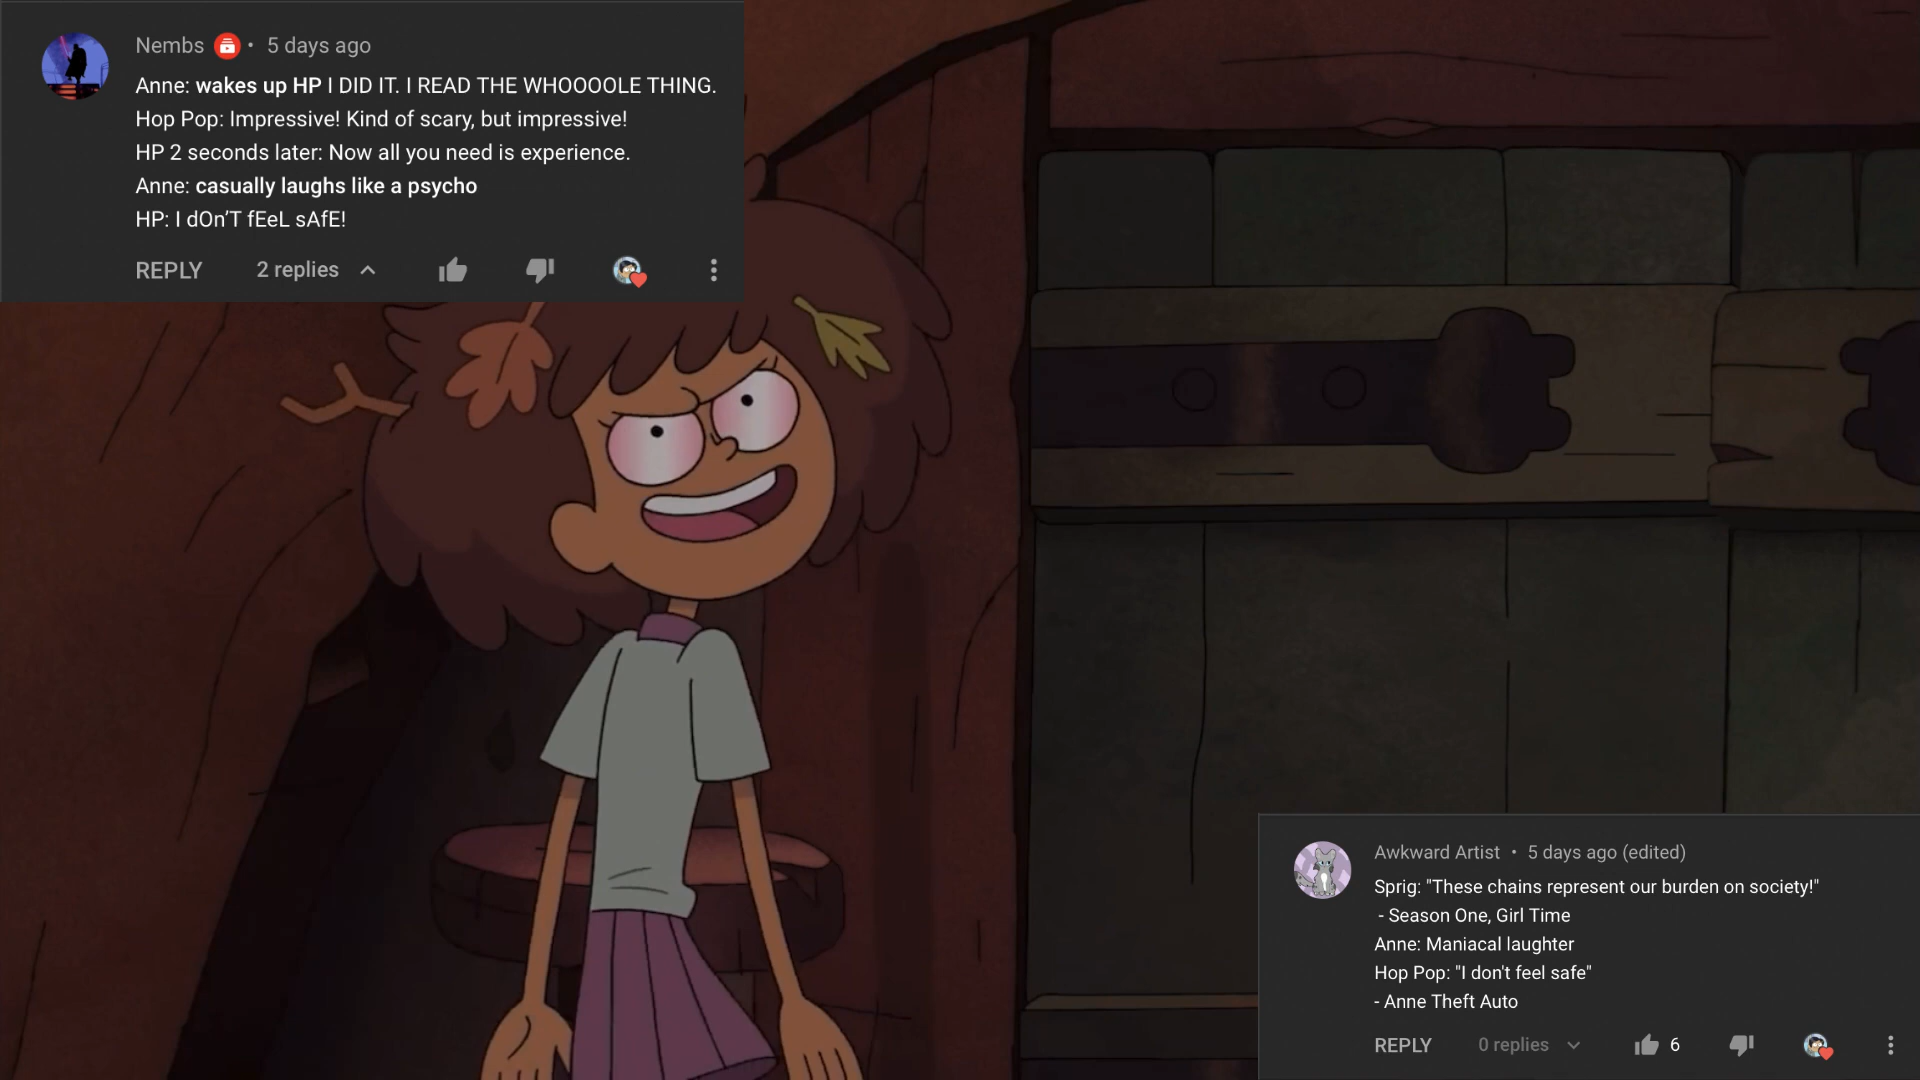 Nembs • 5 days ago
Anne: wakes up HP I DID IT. I READ THE WHOOOOLE THING.
Hop Pop: Impressive! Kind of scary, but impressive!
HP 2 seconds later: Now all you need is experience.
Anne: casually laughs like a psycho
HP: I dOn’T fEeL sAfE!
REPLY 2 replies
Awkward Artist • 5 days ago (edited)
Sprig: "These chains represent our burden on society!"
- Season One, Girl Time
Anne: Maniacal laughter
Hop Pop: "I don't feel safe"
- Anne Theft Auto
REPLY 0 replies 6